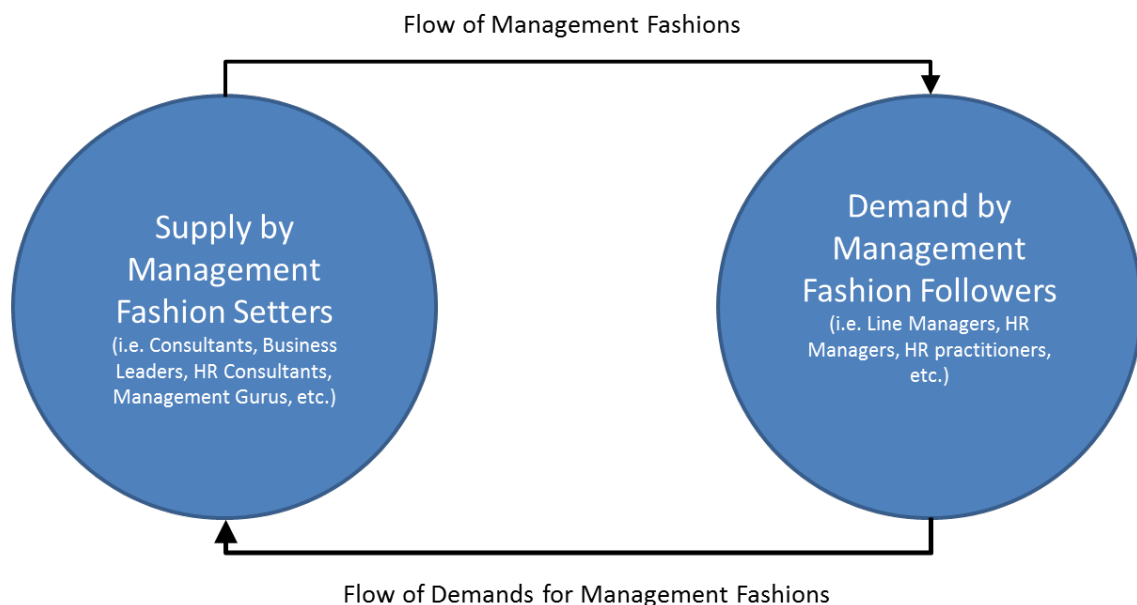 Flow of Management Fashions
Supply by
Management
Fashion Setters
(i.e. Consultants, Business
Leaders, HR Consultants,
Management Gurus, etc.)
Demand by
Management
Fashion Followers
(i.e. Line Managers, HR
Managers, HR practitioners,
etc.)
Flow of Demands for Management Fashions